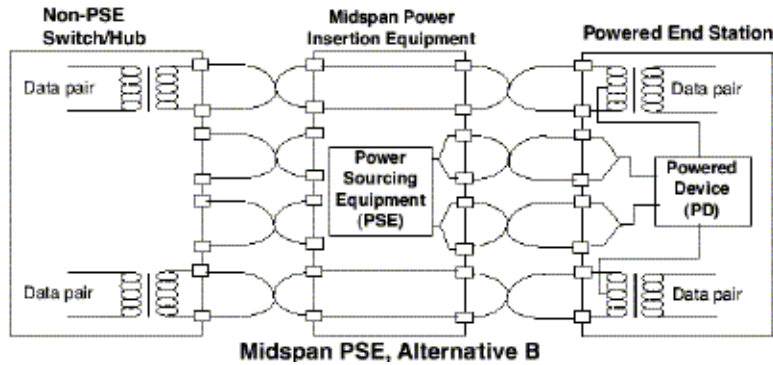 Non-PSE
Switch/Hub
Midspan Power
Insertion Equipment
Powered End Station
Data pair
Data pair
Power
Sourcing
Equipment
(PSE)
Powered
Device
(PD)
Data pair
Data pair
Midspan PSE, Alternative B